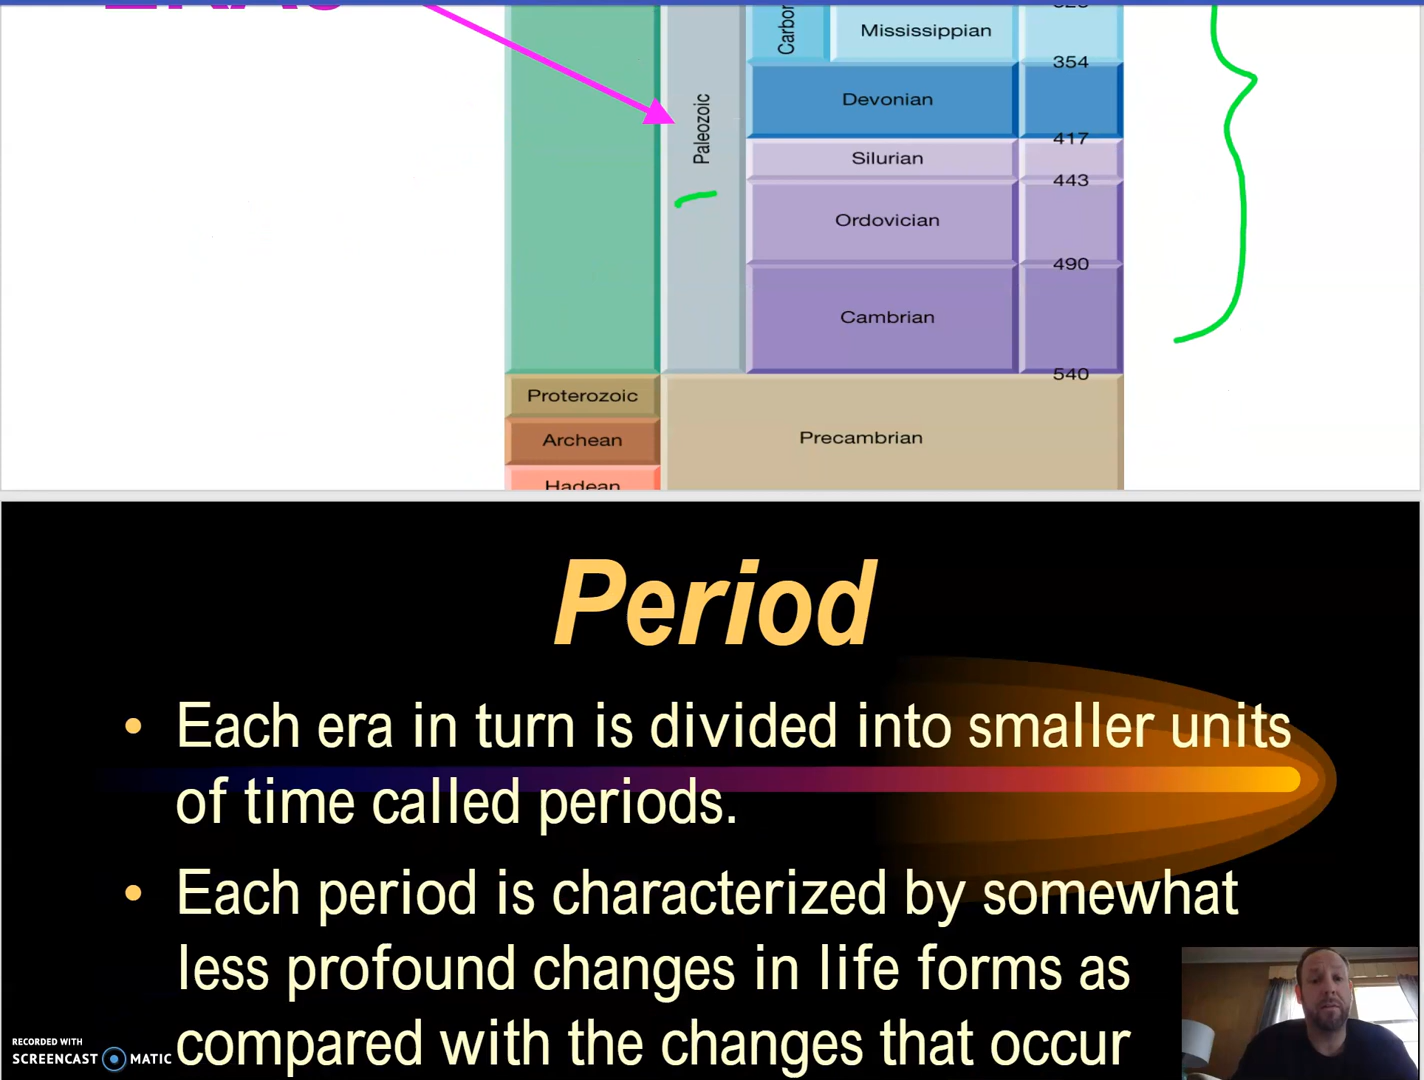 ERAS
Carbon
Mississippian
354
Devonian
417
Paleozoic
Silurian
443
Ordovician
490
Cambrian
540
Proterozoic
Archean
Precambrian
Hadean
Period
• Each era in turn is divided into smaller units
of time called periods.
• Each period is characterized by somewhat
less profound changes in life forms as
compared with the changes that occur
RECORDED WITH
SCREENCAST MATIC